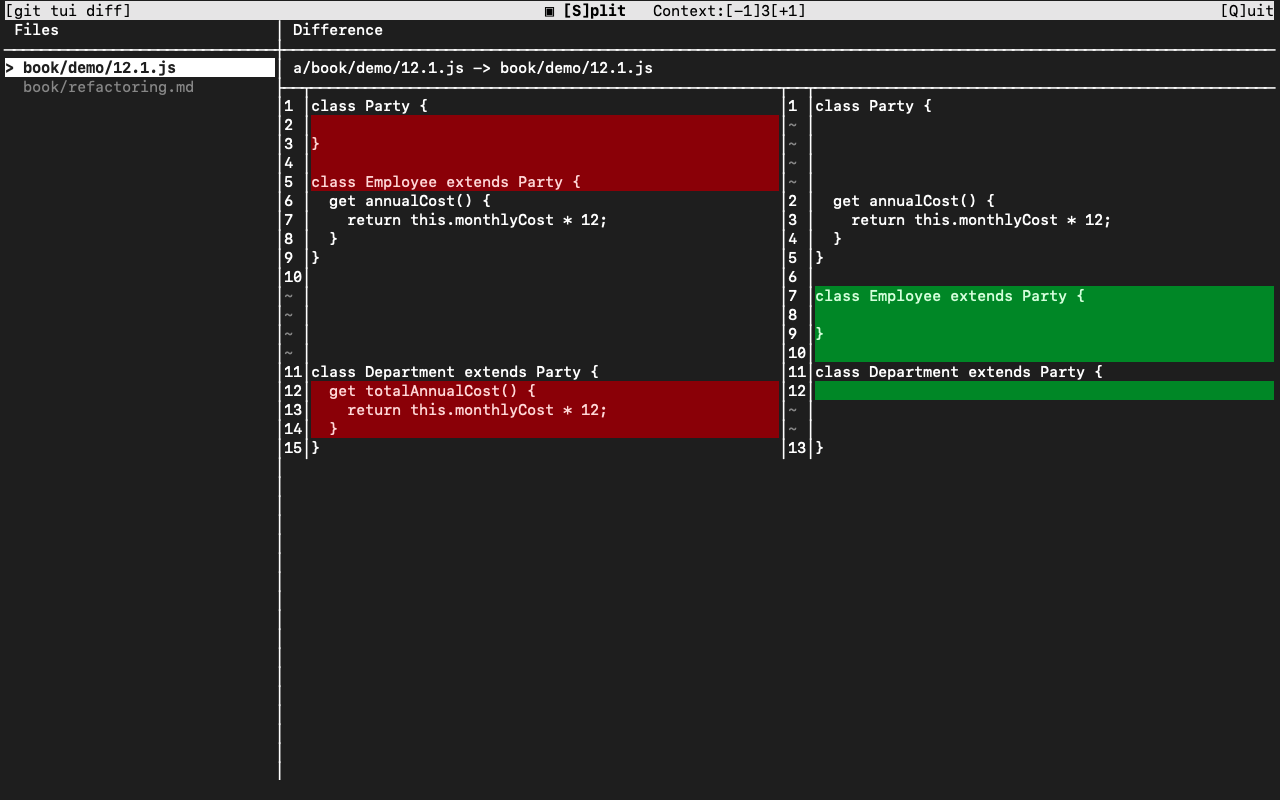 [git tui diff] ▣ [S]plit Context:[-1]3[+1] [Q]uit
Files
> book/demo/12.1.js
book/refactoring.md
Difference
a/book/demo/12.1.js -> book/demo/12.1.js
1 class Party {
2
3 }
4
5 class Employee extends Party {
6   get annualCost() {
7     return this.monthlyCost * 12;
8   }
9 }
10
~
~
~
~
11 class Department extends Party {
12   get totalAnnualCost() {
13     return this.monthlyCost * 12;
14   }
15 }
1 class Party {
~
~
~
~
2   get annualCost() {
3     return this.monthlyCost * 12;
4   }
5 }
6
7 class Employee extends Party {
8
9 }
10
11 class Department extends Party {
12
~
~
13 }